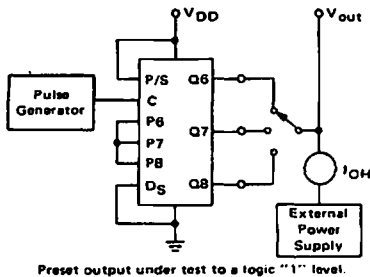 VDD
Vout
Pulse
Generator
P/S
C
P6
P7
P8
DS
Q6
Q7
Q8
IOH
External
Power
Supply
Preset output under test to a logic "1" level.